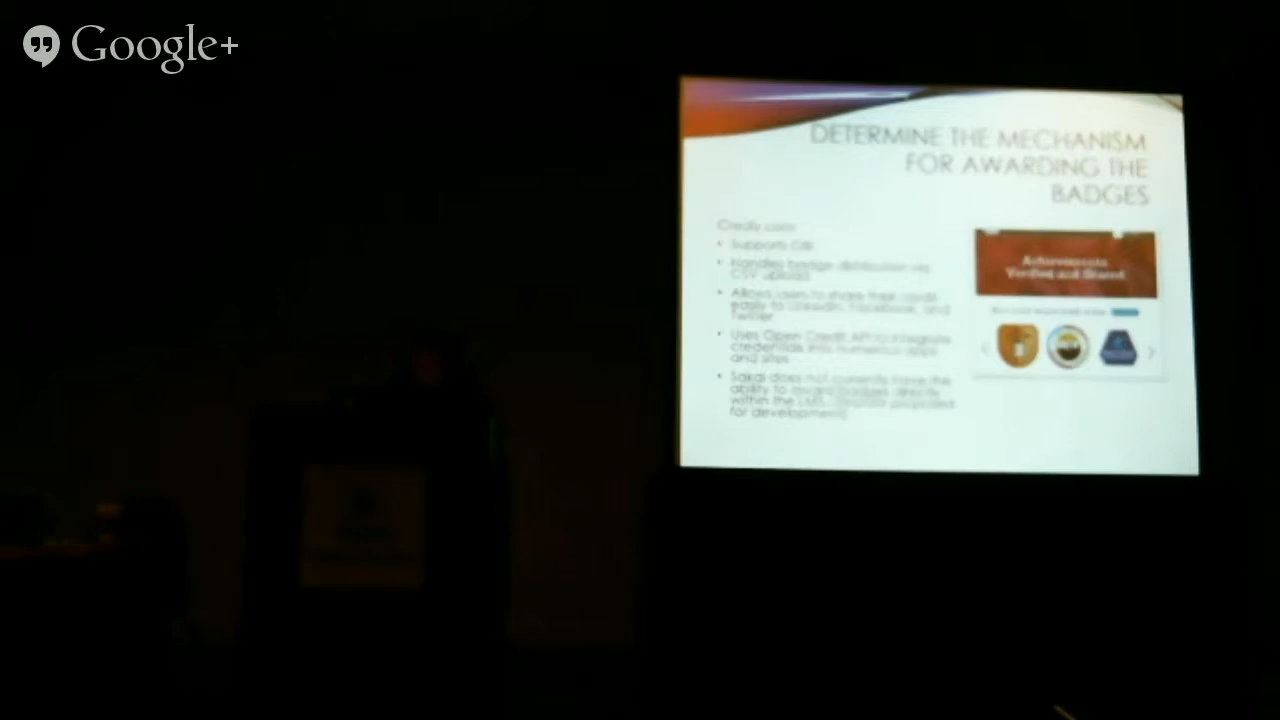 Google+
DETERMINE THE MECHANISM
FOR AWARDING THE
BADGES
Credly.com
• Supports OBI
• Handles badge distribution via
CSV upload
• Allows users to share their credit
easily to LinkedIn, Facebook, and
Twitter
• Uses Open Credit API to integrate
credentials into numerous apps
and sites
• Sakai does not currently have the
ability to award badges directly
within the LMS
for development)
Achievements
Verified and Shared